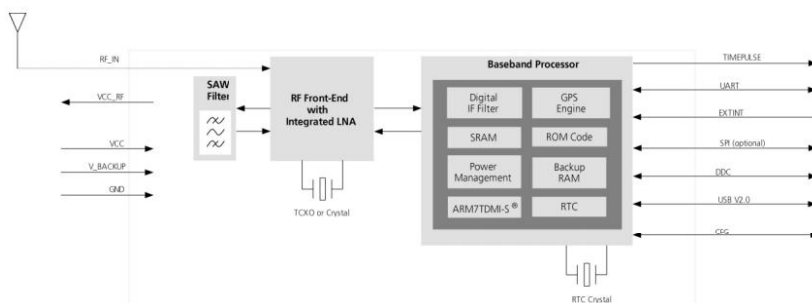 RF_IN
VCC_RF
VCC
V_BACKUP
GND
SAW
Filter
RF Front-End
with
Integrated LNA
TCXO or Crystal
Baseband Processor
Digital
IF Filter
GPS
Engine
SRAM
ROM Code
Power
Management
Backup
RAM
ARM7TDMI-S®
RTC
RTC Crystal
TIMEPULSE
UART
EXTINT
SPI (optional)
DDC
USB V2.0
CFG